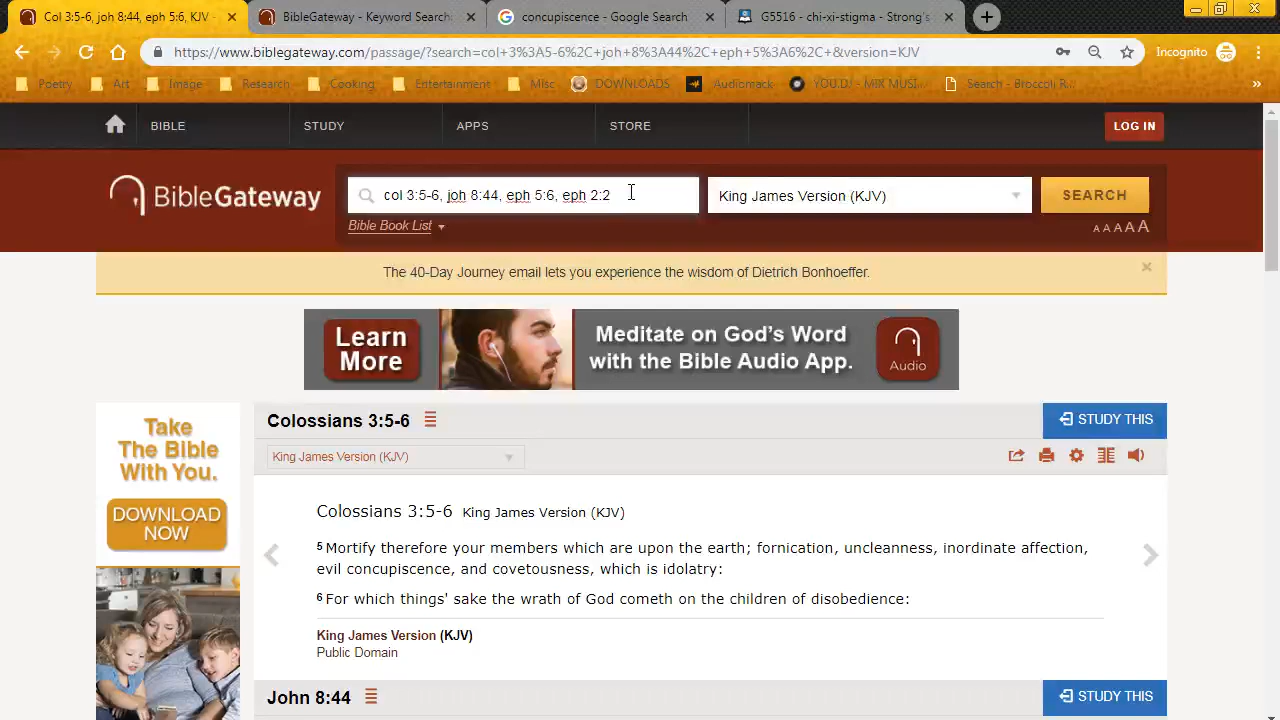 Col 3:5-6, joh 8:44, eph 5:6, KJV -
BibleGateway - Keyword Search:
concupiscence - Google Search
G5516 - chi-xi-stigma - Strong's
https://www.biblegateway.com/passage/?search=col+3%3A5-6%2C+joh+8%3A44%2C+eph+5%3A6%2C+&version=KJV
Incognito
Poetry
Art
Image
Research
Cooking
Entertainment
Misc
DOWNLOADS
Audiomack
YOU.DJ - MIX MUSI...
Search - Broccoli R...
»
BIBLE
STUDY
APPS
STORE
LOG IN
BibleGateway
col 3:5-6, joh 8:44, eph 5:6, eph 2:2
King James Version (KJV)
SEARCH
Bible Book List
A A A A A
The 40-Day Journey email lets you experience the wisdom of Dietrich Bonhoeffer.
Learn
More
Meditate on God's Word
with the Bible Audio App.
Audio
Take
The Bible
With You.
DOWNLOAD
NOW
Colossians 3:5-6
STUDY THIS
King James Version (KJV)
Colossians 3:5-6 King James Version (KJV)
5 Mortify therefore your members which are upon the earth; fornication, uncleanness, inordinate affection,
evil concupiscence, and covetousness, which is idolatry:
6 For which things' sake the wrath of God cometh on the children of disobedience:
King James Version (KJV)
Public Domain
John 8:44
STUDY THIS